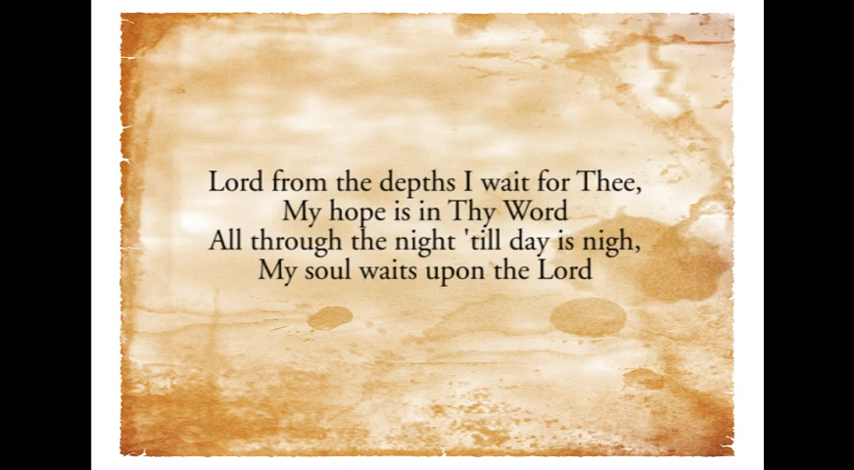 Lord from the depths I wait for Thee,
My hope is in Thy Word
All through the night 'till day is nigh,
My soul waits upon the Lord